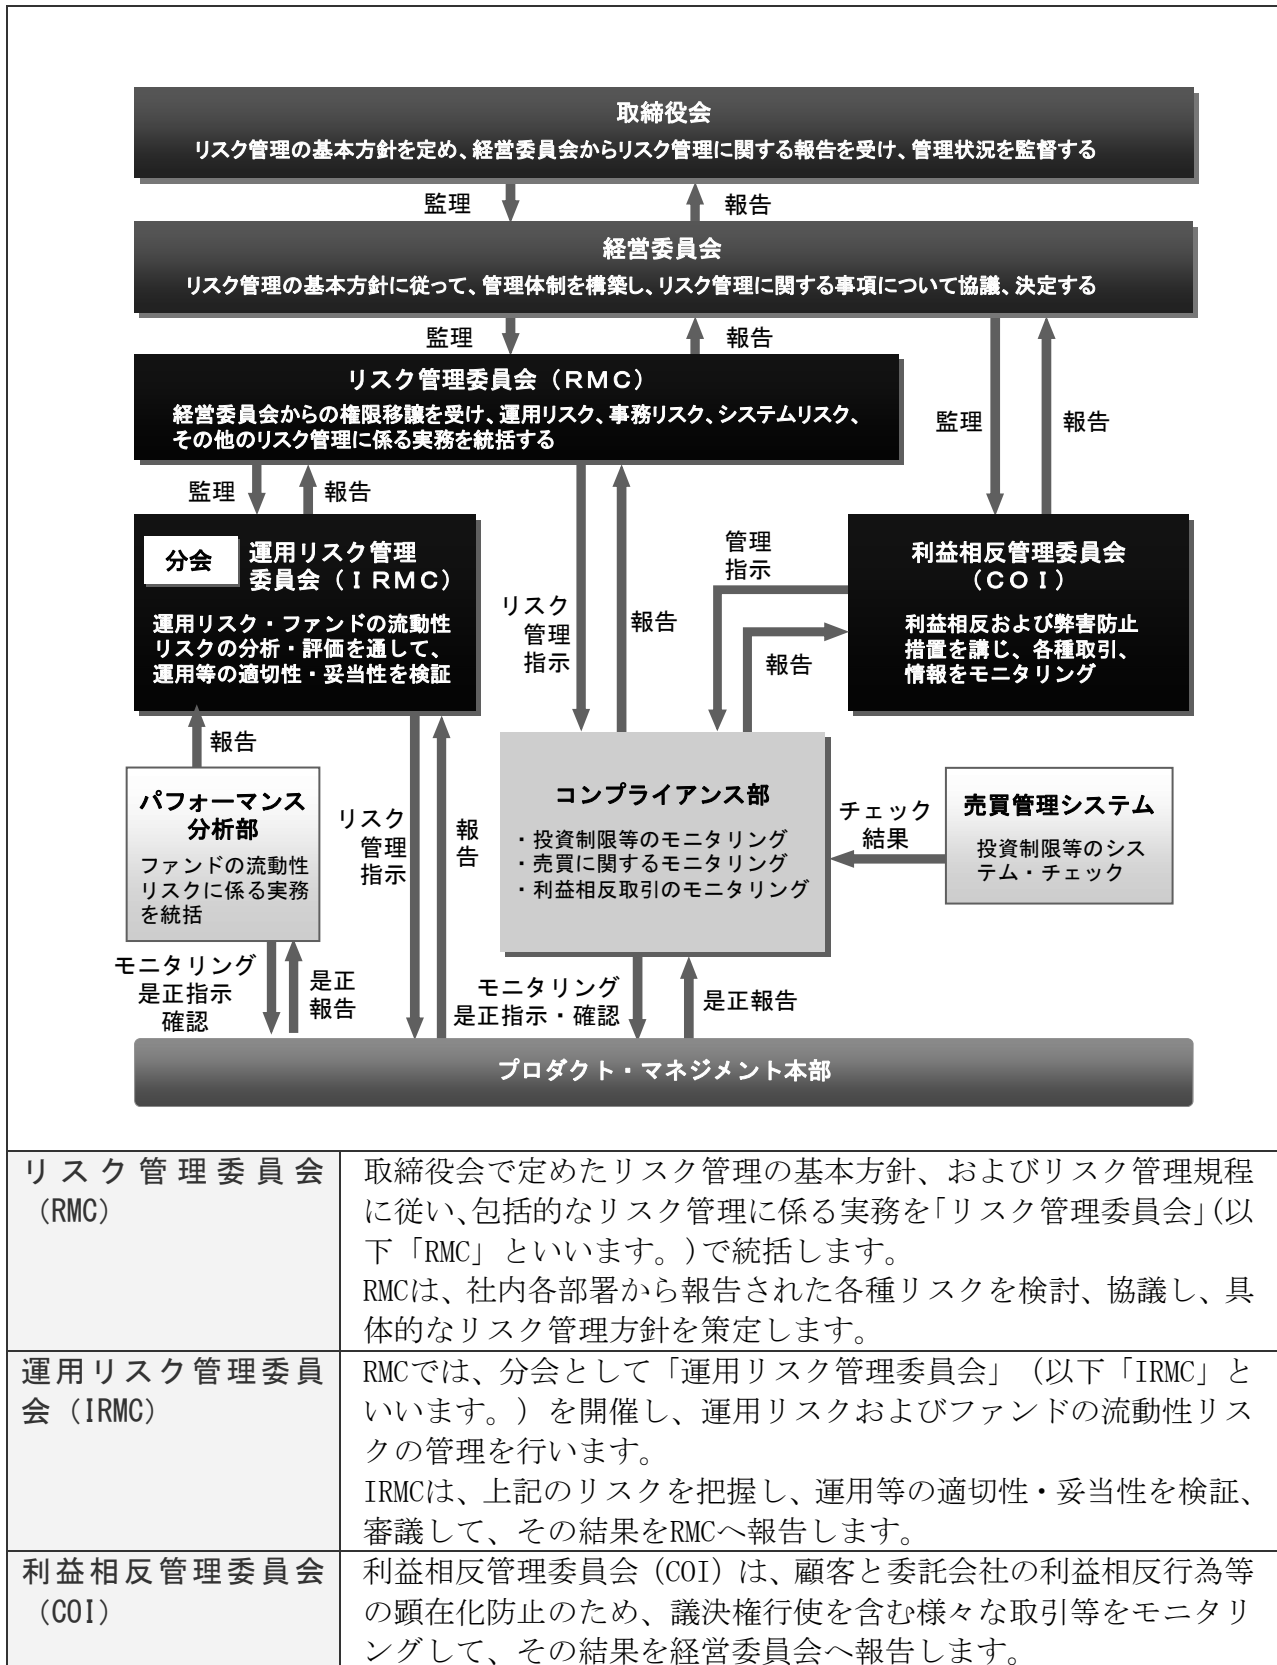 取締役会
リスク管理の基本方針を定め、経営委員会からリスク管理に関する報告を受け、管理状況を監督する
監理
報告
経営委員会
リスク管理の基本方針に従って、管理体制を構築し、リスク管理に関する事項について協議、決定する
監理
報告
リスク管理委員会（ＲＭＣ）
経営委員会からの権限移譲を受け、運用リスク、事務リスク、システムリスク、
その他のリスク管理に係る実務を統括する
監理
報告
監理
報告
分会
運用リスク管理
委員会（ＩＲＭＣ）
運用リスク・ファンドの流動性
リスクの分析・評価を通して、
運用等の適切性・妥当性を検証
リスク
管理
指示
報告
管理
指示
報告
利益相反管理委員会
（ＣＯＩ）
利益相反および弊害防止
措置を講じ、各種取引、
情報をモニタリング
報告
パフォーマンス
分析部
ファンドの流動性
リスクに係る実務
を統括
リスク
管理
指示
報
告
コンプライアンス部
・投資制限等のモニタリング
・売買に関するモニタリング
・利益相反取引のモニタリング
チェック
結果
売買管理システム
投資制限等のシス
テム・チェック
モニタリング
是正指示
確認
是正
報告
モニタリング
是正指示・確認
是正報告
プロダクト・マネジメント本部
リスク管理委員会
（RMC）
取締役会で定めたリスク管理の基本方針、およびリスク管理規程
に従い、包括的なリスク管理に係る実務を「リスク管理委員会」（以
下「RMC」といいます。）で統括します。
RMCは、社内各部署から報告された各種リスクを検討、協議し、具
体的なリスク管理方針を策定します。
運用リスク管理委員
会（IRMC）
RMCでは、分会として「運用リスク管理委員会」（以下「IRMC」と
いいます。）を開催し、運用リスクおよびファンドの流動性リス
クの管理を行います。
IRMCは、上記のリスクを把握し、運用等の適切性・妥当性を検証、
審議して、その結果をRMCへ報告します。
利益相反管理委員会
（COI）
利益相反管理委員会（COI）は、顧客と委託会社の利益相反行為等
の顕在化防止のため、議決権行使を含む様々な取引等をモニタリ
ングして、その結果を経営委員会へ報告します。